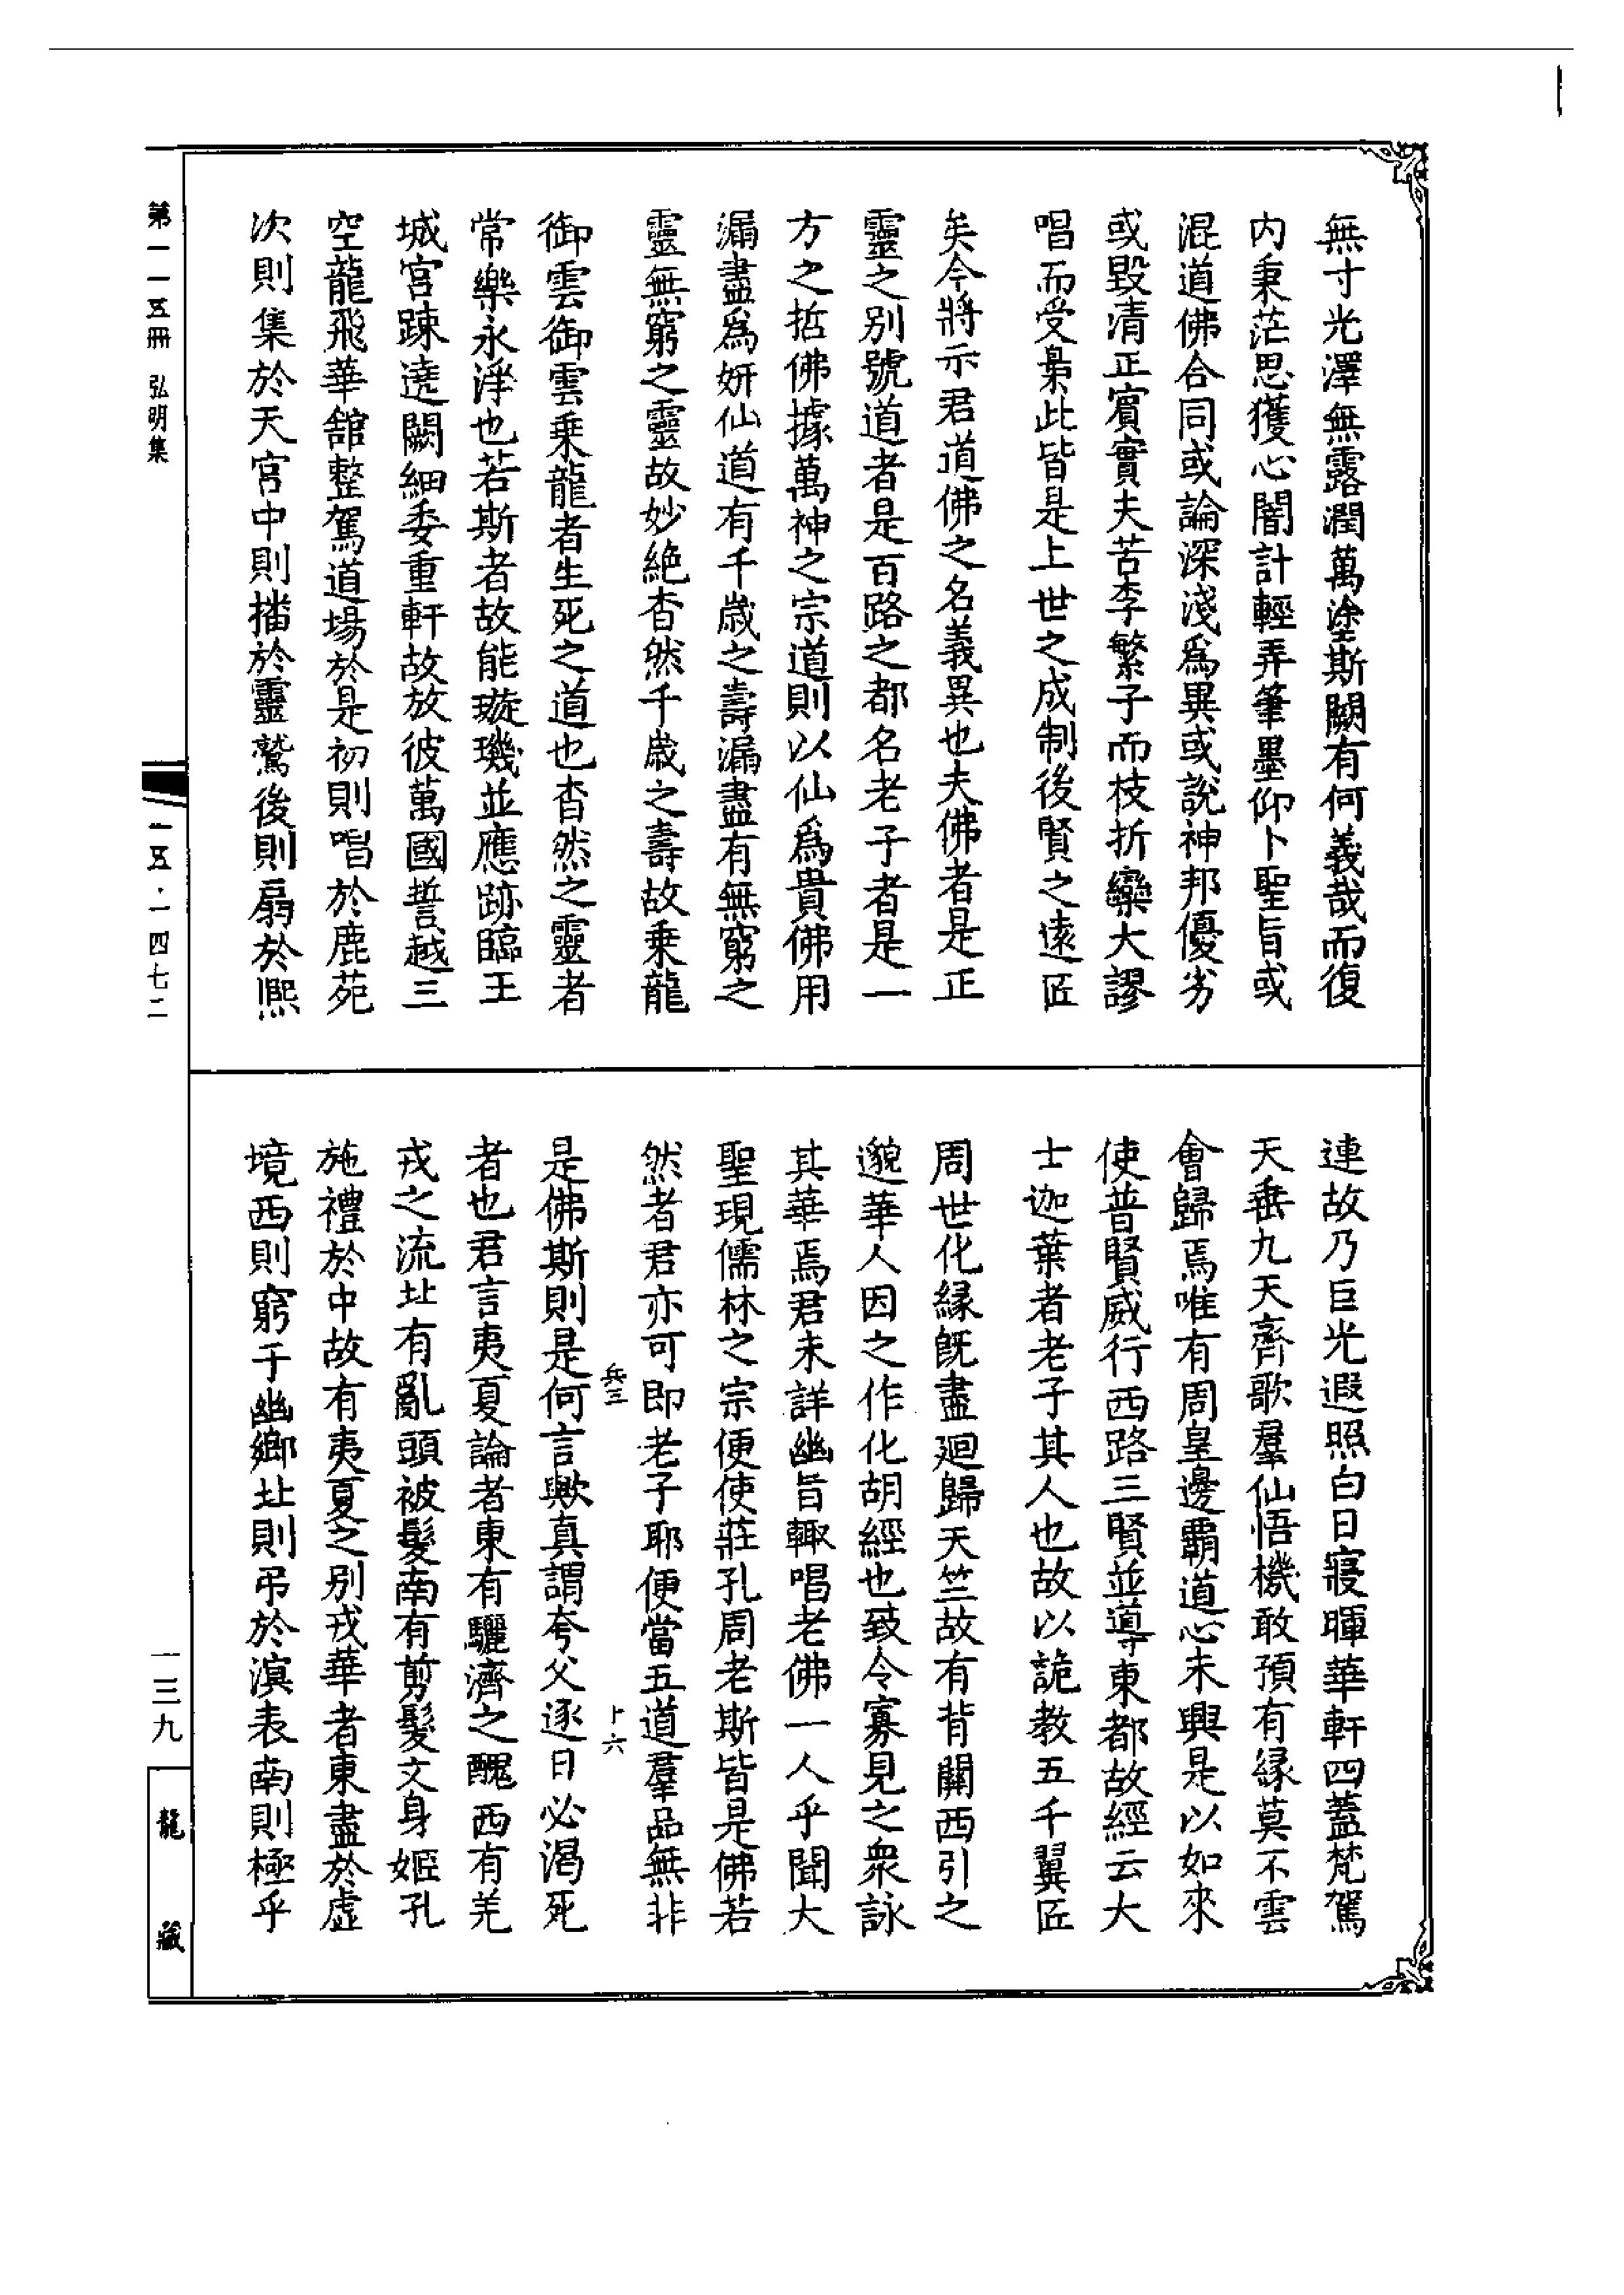 無寸光澤無露潤萬塗斯闕有何義哉而復
内秉茫思獲心闇計輕弄筆墨仰卜聖旨或
混道佛合同或論深淺爲異或說神邦優劣
或毀清正賓實夫苦李繁子而枝折欒大謬
唱而受梟此皆是上世之成制後賢之遠匠
矣今將示君道佛之名義異也夫佛者是正
靈之别號道者是百路之都名老子者是一
方之哲佛據萬神之宗道則以仙爲貴佛用
漏盡爲妍仙道有千歲之壽漏盡有無窮之
靈無窮之靈故妙絶杳然千歲之壽故乗龍
御雲御雲乗龍者生死之道也杳然之靈者
常樂永淨也若斯者故能璇璣並應跡臨王
城宮踈遶闕細委重軒故放彼萬國誓越三
空龍飛華舘整駕道場於是初則唱於鹿苑
次則集於天宮中則播於靈鷲後則扇於熈
連故乃巨光遐照白日寢暉華軒四蓋梵駕
天垂九天齊歌羣仙悟機敢預有縁莫不雲
會歸焉唯有周皇邊霸道心未興是以如來
使普賢威行西路三賢並導東都故經云大
士迦葉者老子其人也故以詭教五千翼匠
周世化縁旣盡廻歸天竺故有背關西引之
邈華人因之作化胡經也致令寡見之衆詠
其華焉君未詳幽旨輙唱老佛一人乎聞大
聖現儒林之宗便使莊孔周老斯皆是佛若
然者君亦可即老子耶便當五道羣品無非
兵三 卜六
是佛斯則是何言歟真謂夸父逐日必渴死
者也君言夷夏論者東有驪濟之醜西有羌
戎之流北有亂頭被髮南有剪髮文身姬孔
施禮於中故有夷夏之别戎華者東盡於虛
境西則窮于幽鄉北則弔於溟表南則極乎
第一一五冊 弘明集
一五·一四七二
一三九
龍藏